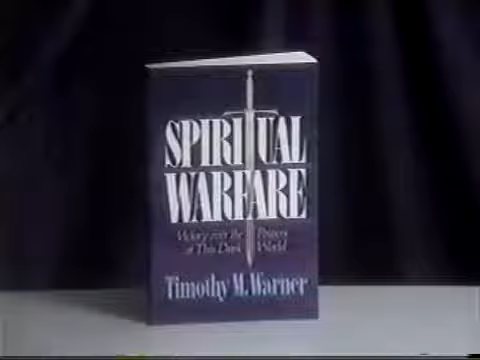 SPIRITUAL
WARFARE
Victory over the Powers
of This Dark World
Timothy M. Warner